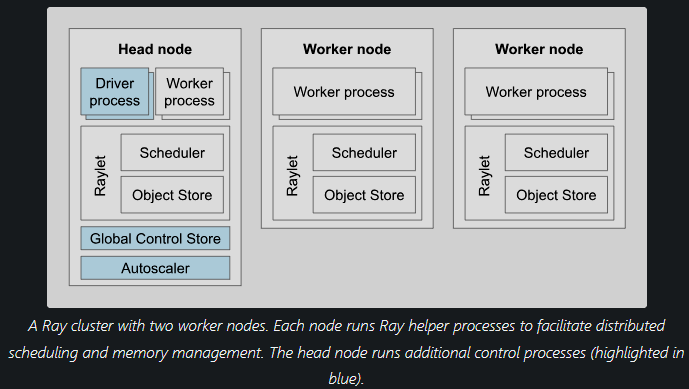 Head node
Driver
process
Worker
process
Raylet
Scheduler
Object Store
Global Control Store
Autoscaler
Worker node
Worker process
Raylet
Scheduler
Object Store
Worker node
Worker process
Raylet
Scheduler
Object Store
A Ray cluster with two worker nodes. Each node runs Ray helper processes to facilitate distributed
scheduling and memory management. The head node runs additional control processes (highlighted in
blue).